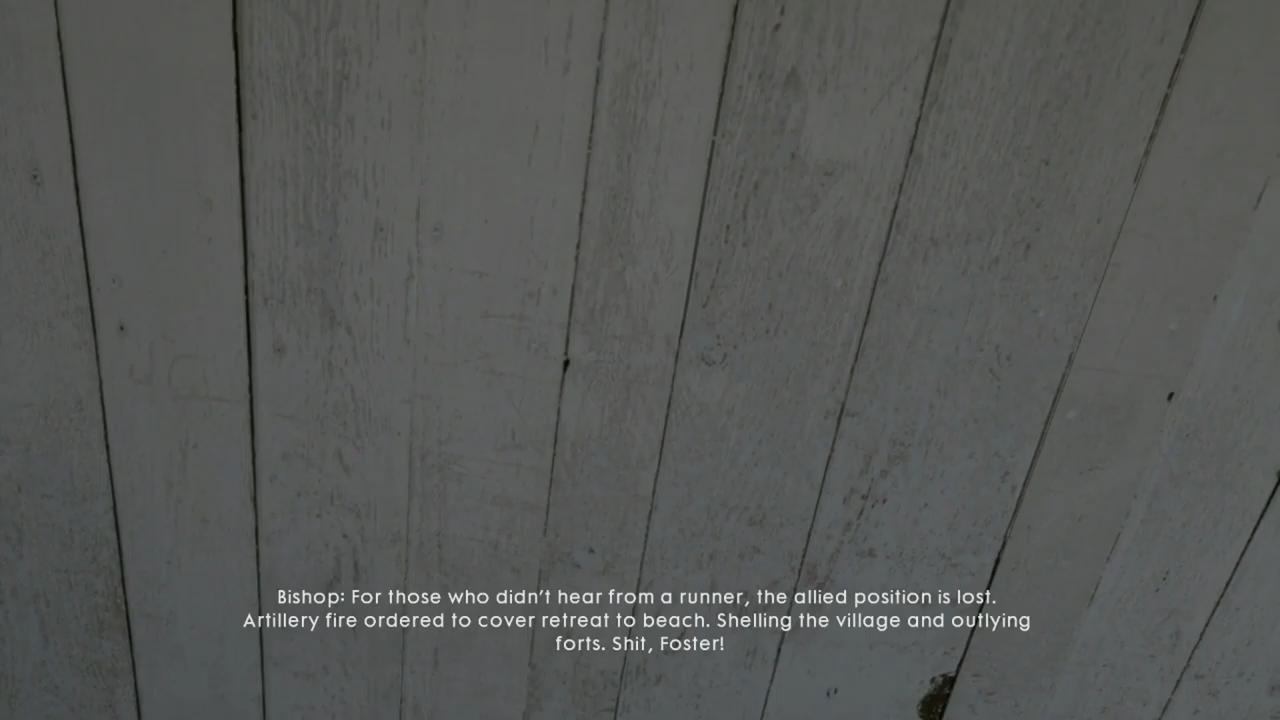 Bishop: For those who didn't hear from a runner, the allied position is lost.
Artillery fire ordered to cover retreat to beach. Shelling the village and outlying
forts. Shit, Foster!